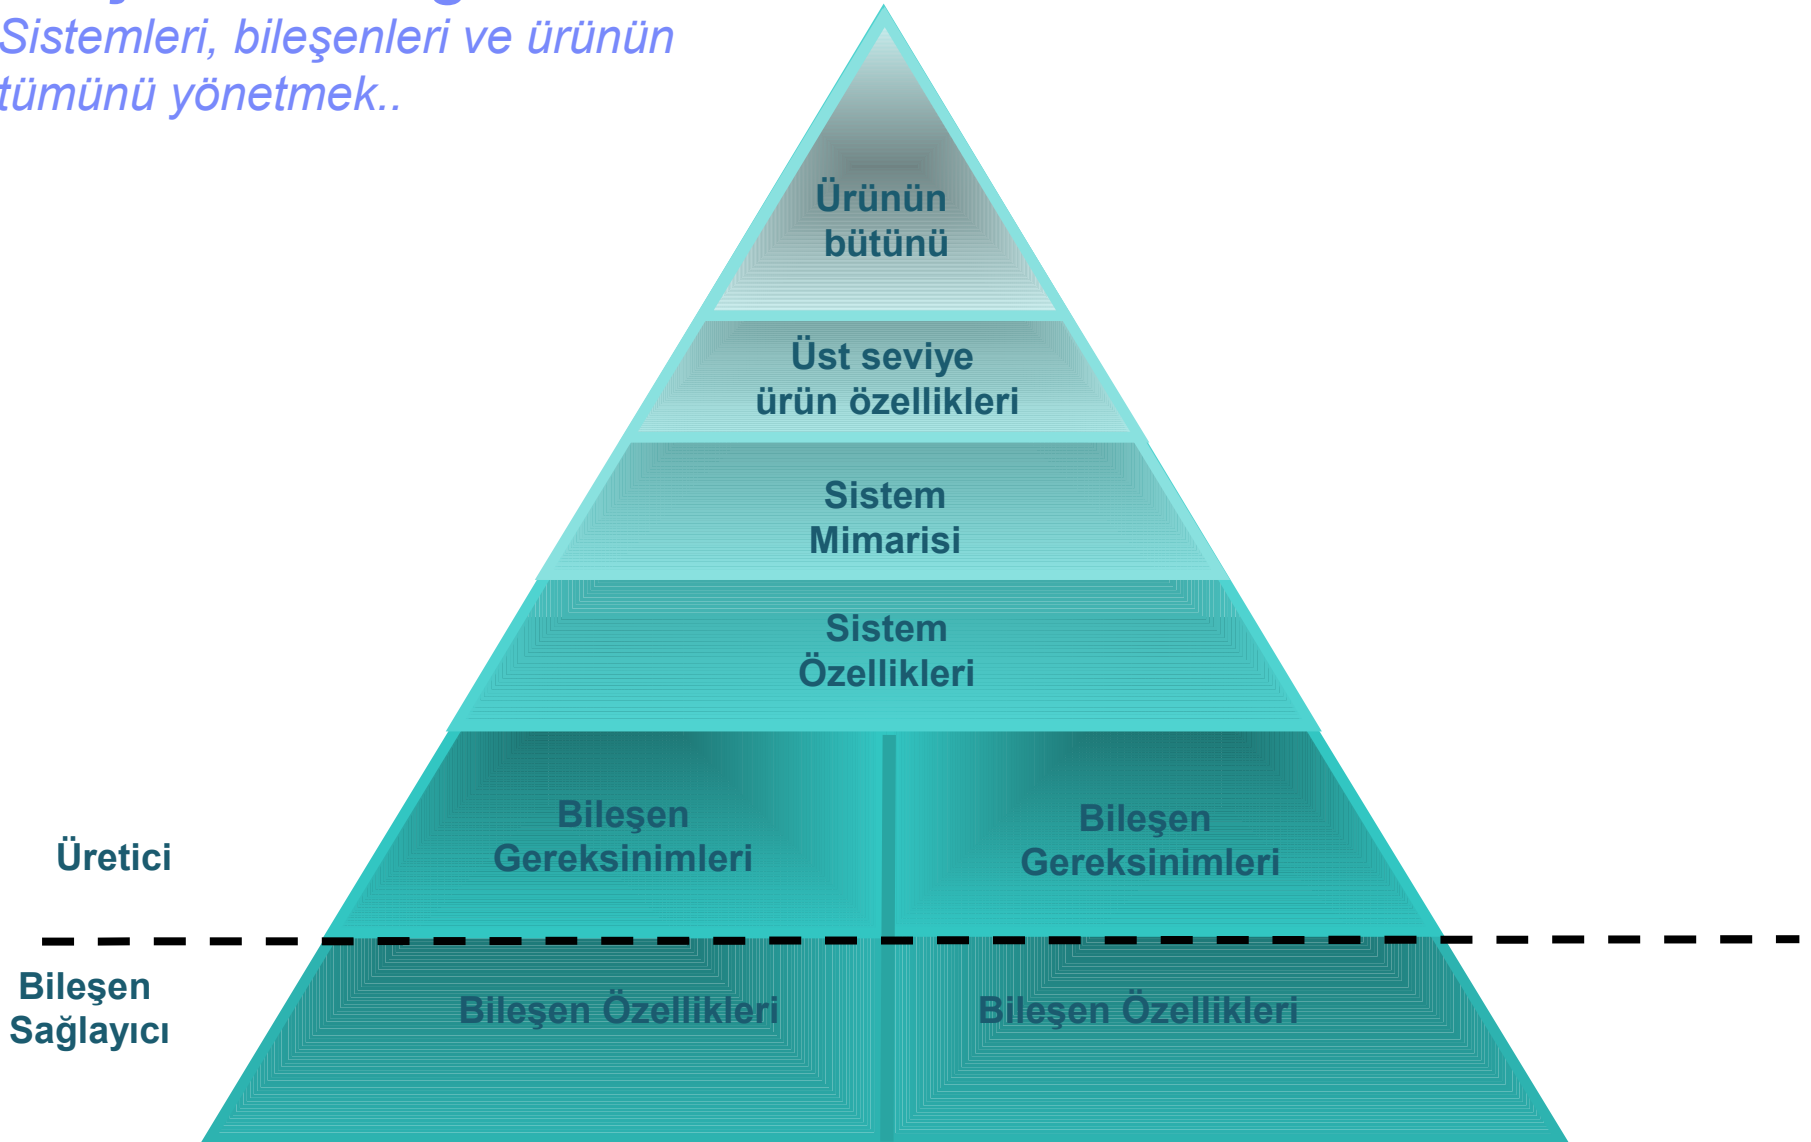 Sistemleri, bileşenleri ve ürünün
tümünü yönetmek..
Ürünün
bütünü
Üst seviye
ürün özellikleri
Sistem
Mimarisi
Sistem
Özellikleri
Bileşen
Gereksinimleri
Bileşen
Gereksinimleri
Üretici
Bileşen
Sağlayıcı
Bileşen Özellikleri
Bileşen Özellikleri